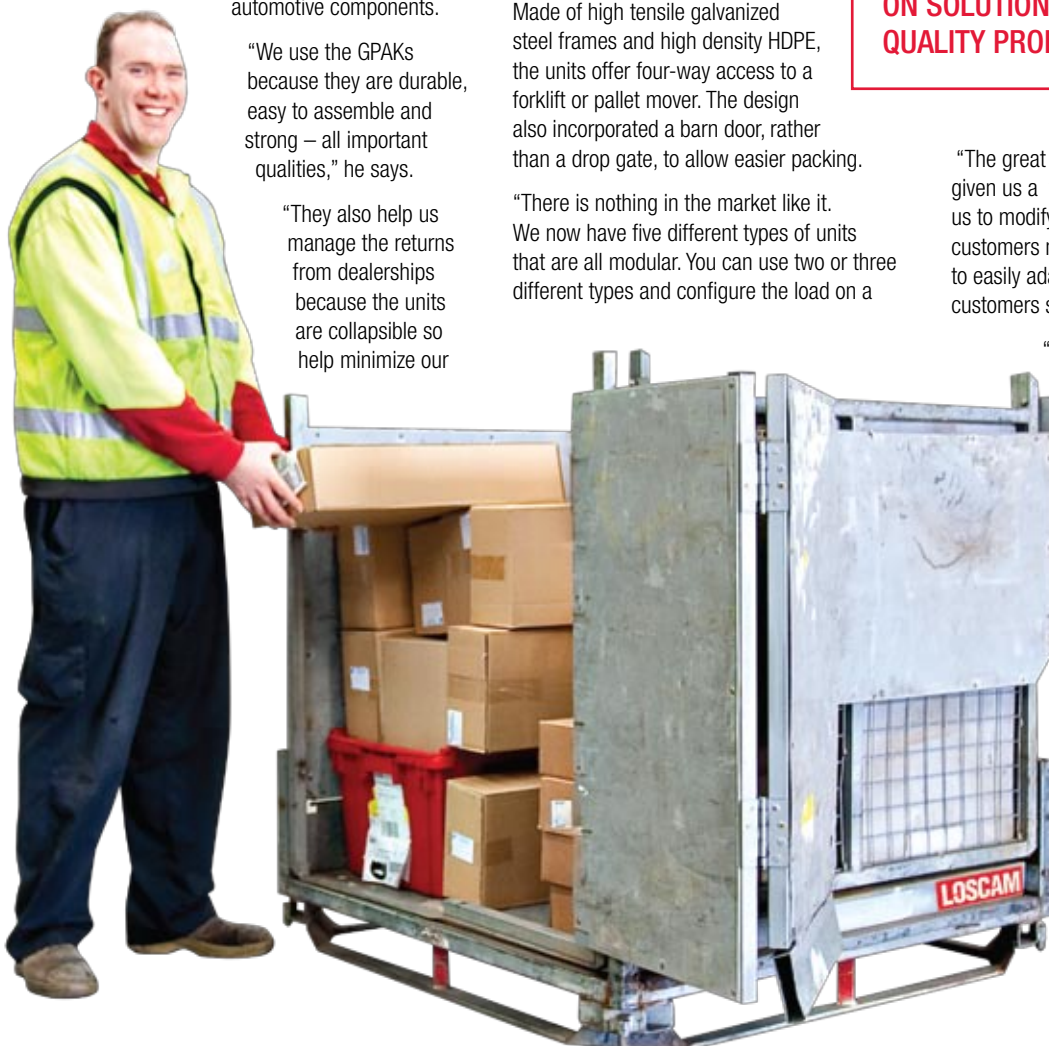 automotive components.
“We use the GPAKs
because they are durable,
easy to assemble and
strong – all important
qualities,” he says.
“They also help us
manage the returns
from dealerships
because the units
are collapsible so
help minimize our
Made of high tensile galvanized
steel frames and high density HDPE,
the units offer four-way access to a
forklift or pallet mover. The design
also incorporated a barn door, rather
than a drop gate, to allow easier packing.
“There is nothing in the market like it.
We now have five different types of units
that are all modular. You can use two or three
different types and configure the load on a
ON SOLUTION
QUALITY
“The great
given us a
us to modify
customers
to easily
customers
LOSCAM